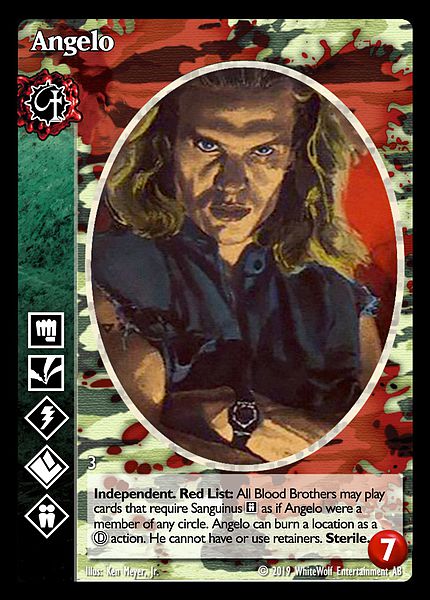 Angelo
3
Independent. Red List: All Blood Brothers may play
cards that require Sanguinus as if Angelo were a
member of any circle. Angelo can burn a location as a
D action. He cannot have or use retainers. Sterile.
7
Illus: Ken Meyer, Jr.
© 2019 WhiteWolf Entertainment AB